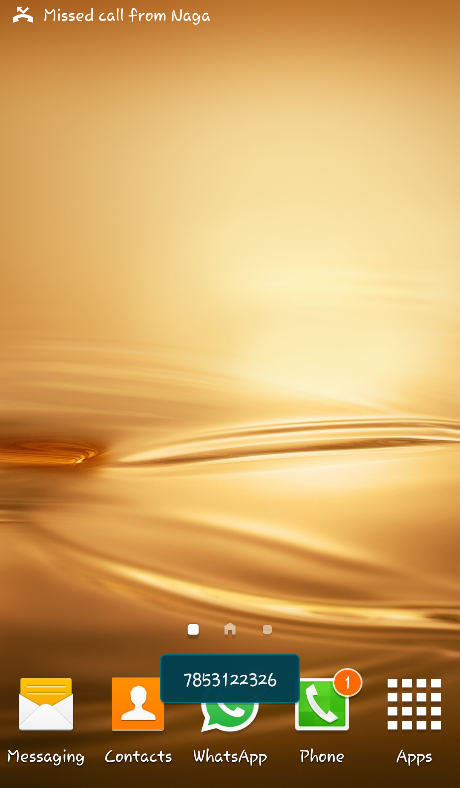 Missed call from Naga
7853122326
1
Messaging
Contacts
WhatsApp
Phone
Apps